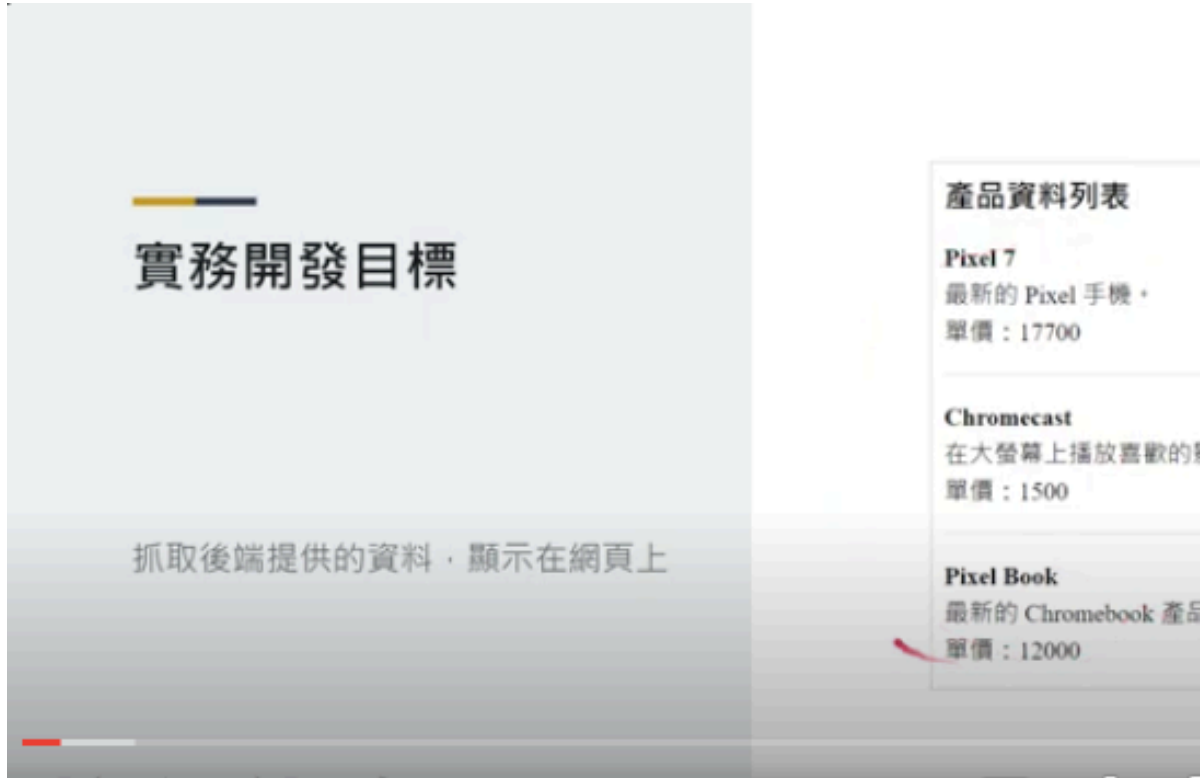 實務開發目標
抓取後端提供的資料，顯示在網頁上
產品資料列表
Pixel 7
最新的 Pixel 手機。
單價：17700
Chromecast
在大螢幕上播放喜歡的
單價：1500
Pixel Book
最新的 Chromebook 產品
單價：12000